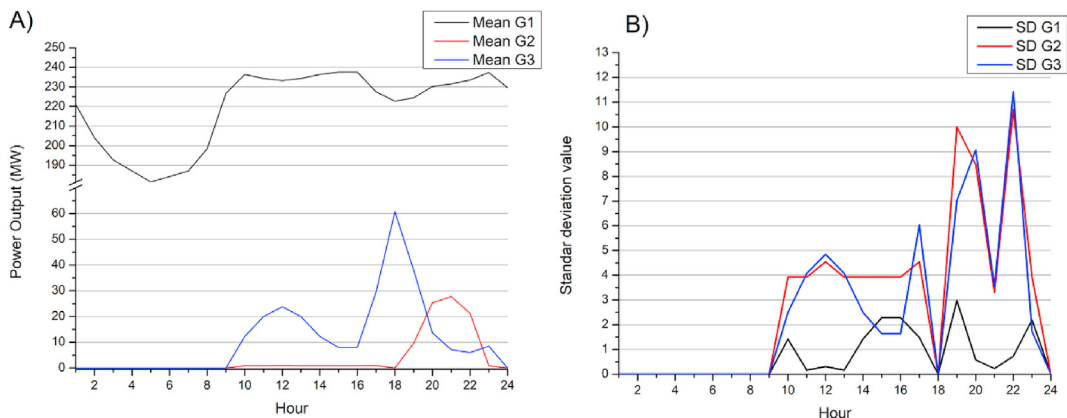 A)
Mean G1
Mean G2
Mean G3
250
240
230
220
210
200
190
60
50
40
30
20
10
0
Power Output (MW)
2 4 6 8 10 12 14 16 18 20 22 24
Hour
B)
SD G1
SD G2
SD G3
13
12
11
10
9
8
7
6
5
4
3
2
1
0
Standar deviation value
2 4 6 8 10 12 14 16 18 20 22 24
Hour